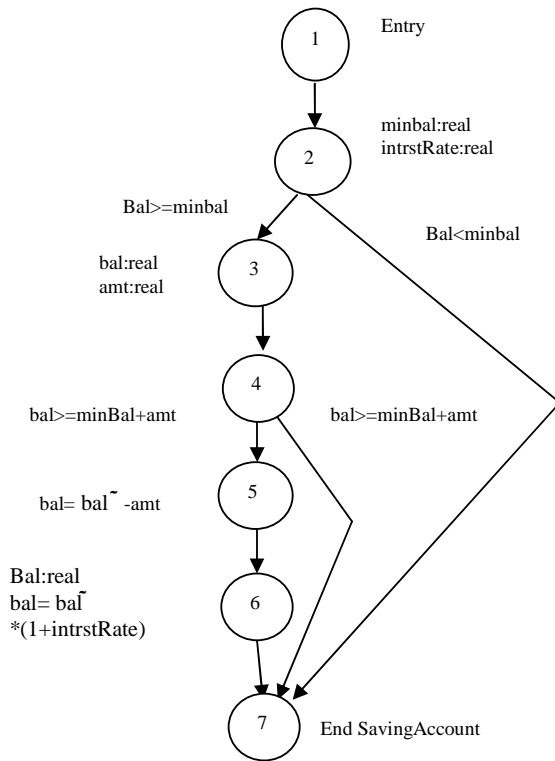 1
Entry
minbal:real
intrstRate:real
2
Bal>=minbal
Bal<minbal
bal:real
amt:real
3
4
bal>=minBal+amt
bal>=minBal+amt
5
bal= bal˜ -amt
Bal:real
bal= bal˜
*(1+intrstRate)
6
7
End SavingAccount